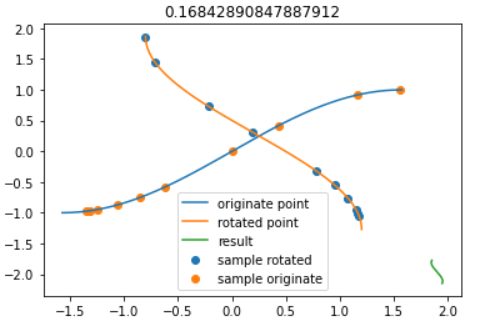 0.16842890847887912
2.0
1.5
1.0
0.5
0.0
−0.5
−1.0
−1.5
−2.0
originate point
rotated point
result
sample rotated
sample originate
−1.5 −1.0 −0.5 0.0 0.5 1.0 1.5 2.0